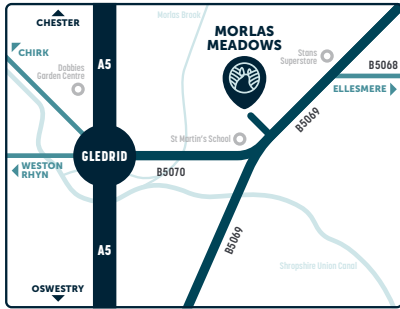 CHESTER
Morlas Brook
MORLAS
MEADOWS
CHIRK
Stans
Superstore
A5
Dobbies
Garden Centre
B5068
ELLESMERE
B5069
St Martin's School
GLEDRID
WESTON
RHYN
B5070
B5069
A5
Shropshire Union Canal
OSWESTRY